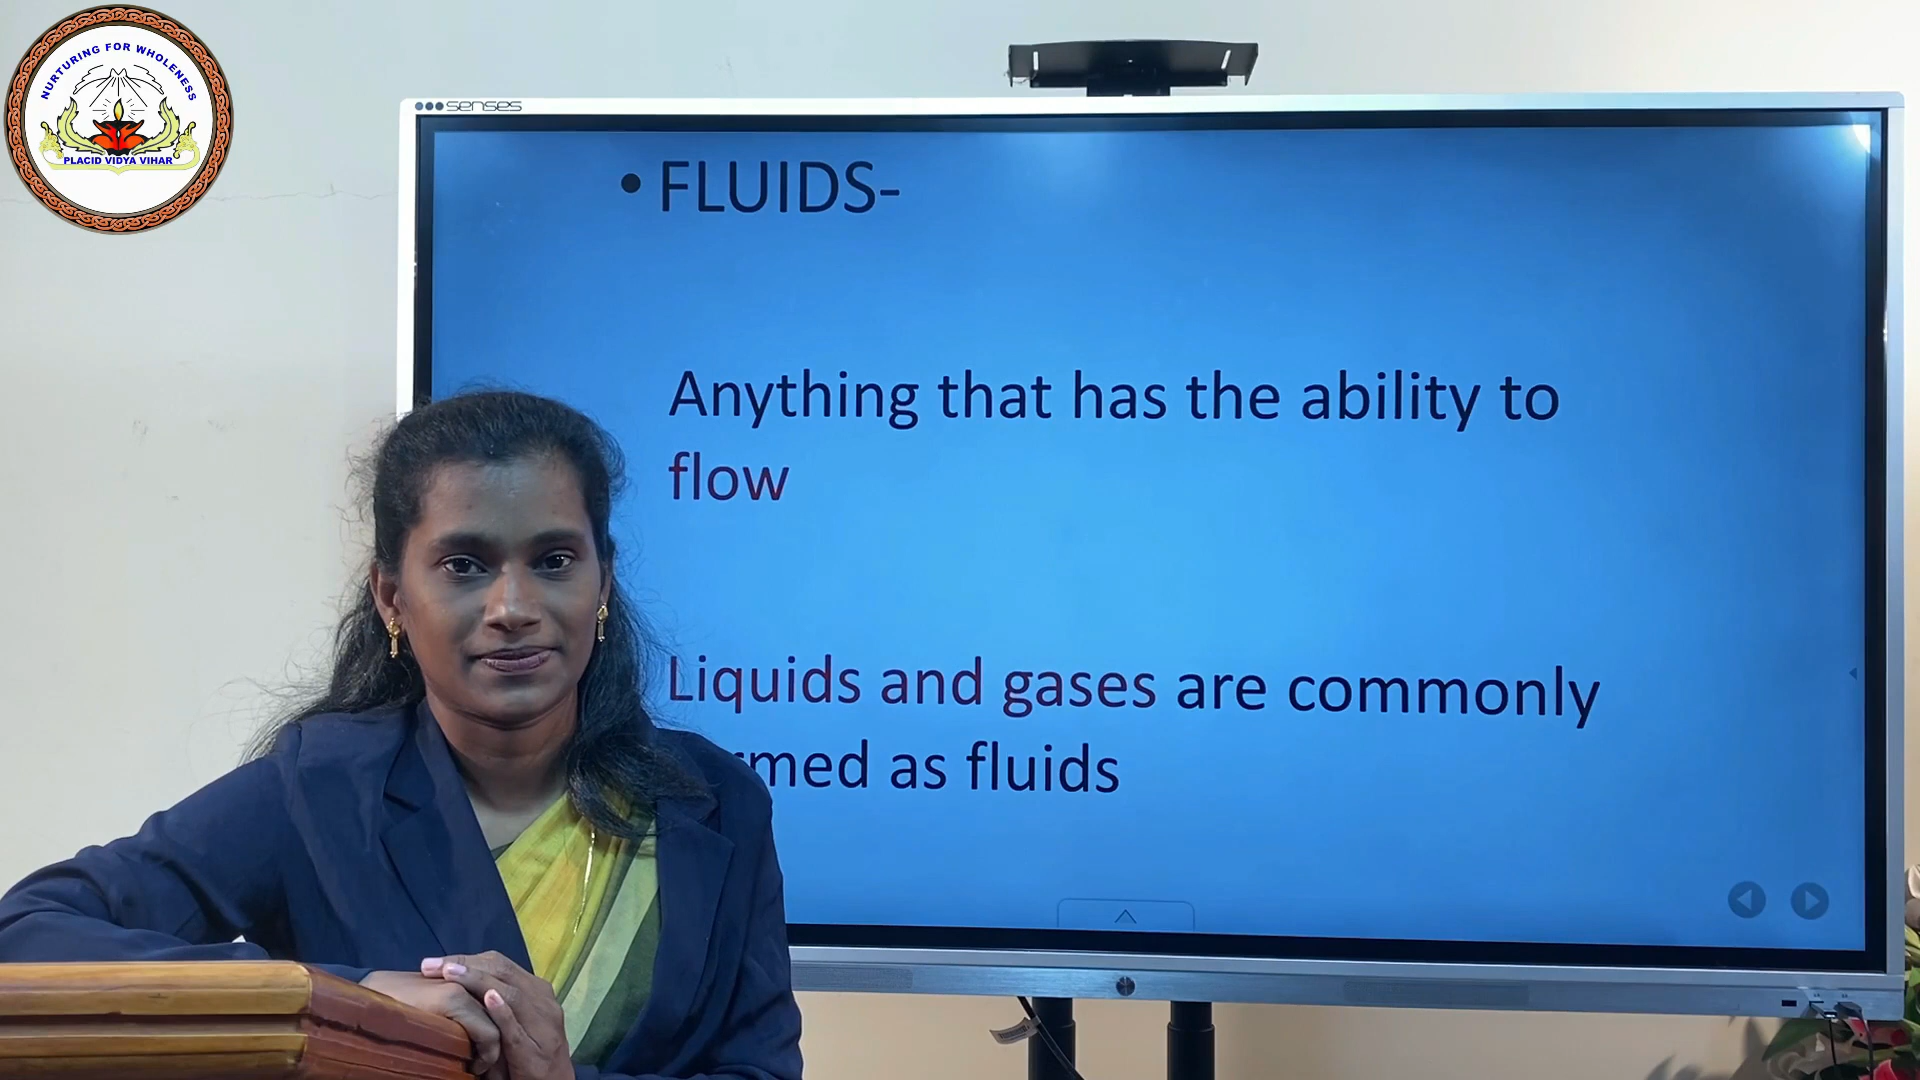 NURTURING FOR WHOLENESS
PLACID VIDYA VIHAR
senses
• FLUIDS-
Anything that has the ability to
flow
Liquids and gases are commonly
as fluids